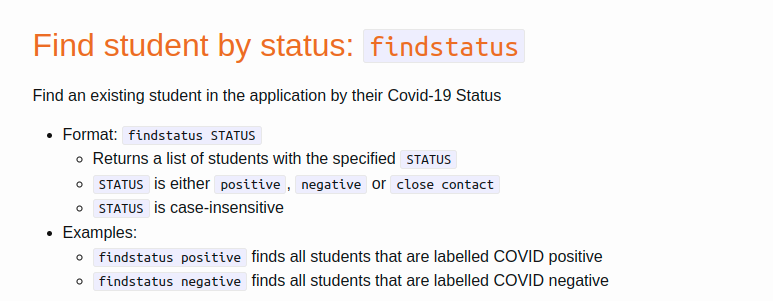 Find student by status: findstatus
Find an existing student in the application by their Covid-19 Status
Format: findstatus STATUS
Returns a list of students with the specified STATUS
STATUS is either positive, negative or close contact
STATUS is case-insensitive
Examples:
findstatus positive finds all students that are labelled COVID positive
findstatus negative finds all students that are labelled COVID negative